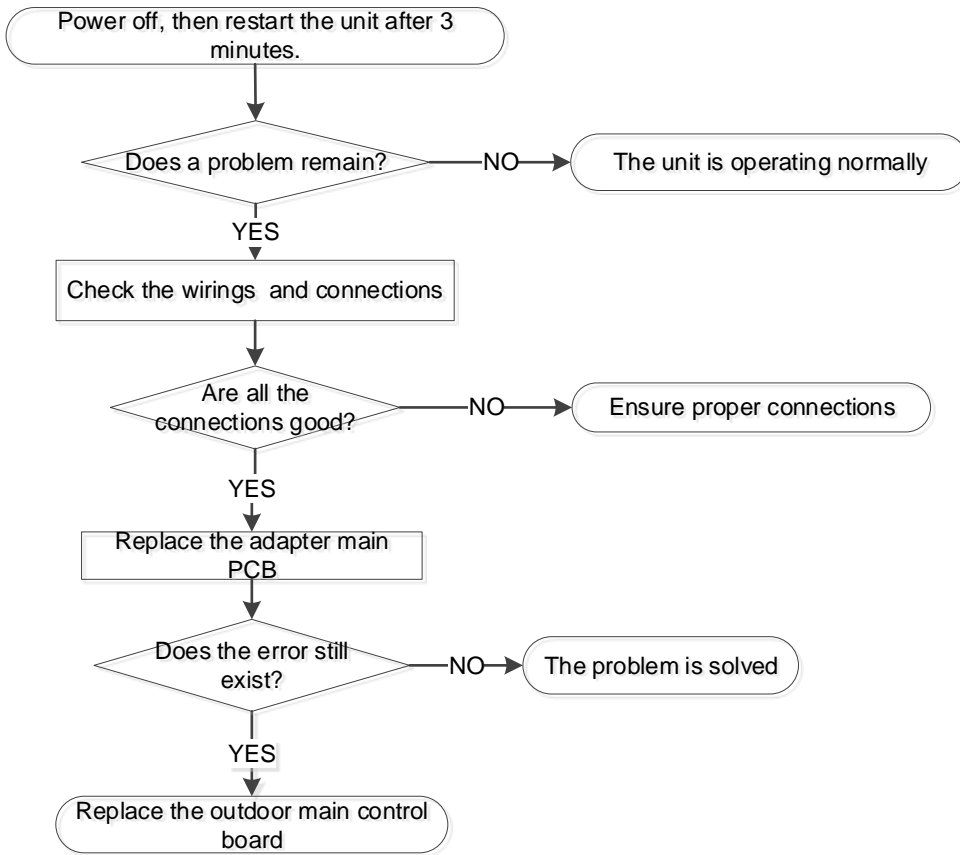 Power off, then restart the unit after 3
minutes.
Does a problem remain?
NO
The unit is operating normally
YES
Check the wirings and connections
Are all the
connections good?
NO
Ensure proper connections
YES
Replace the adapter main
PCB
Does the error still
exist?
NO
The problem is solved
YES
Replace the outdoor main control
board